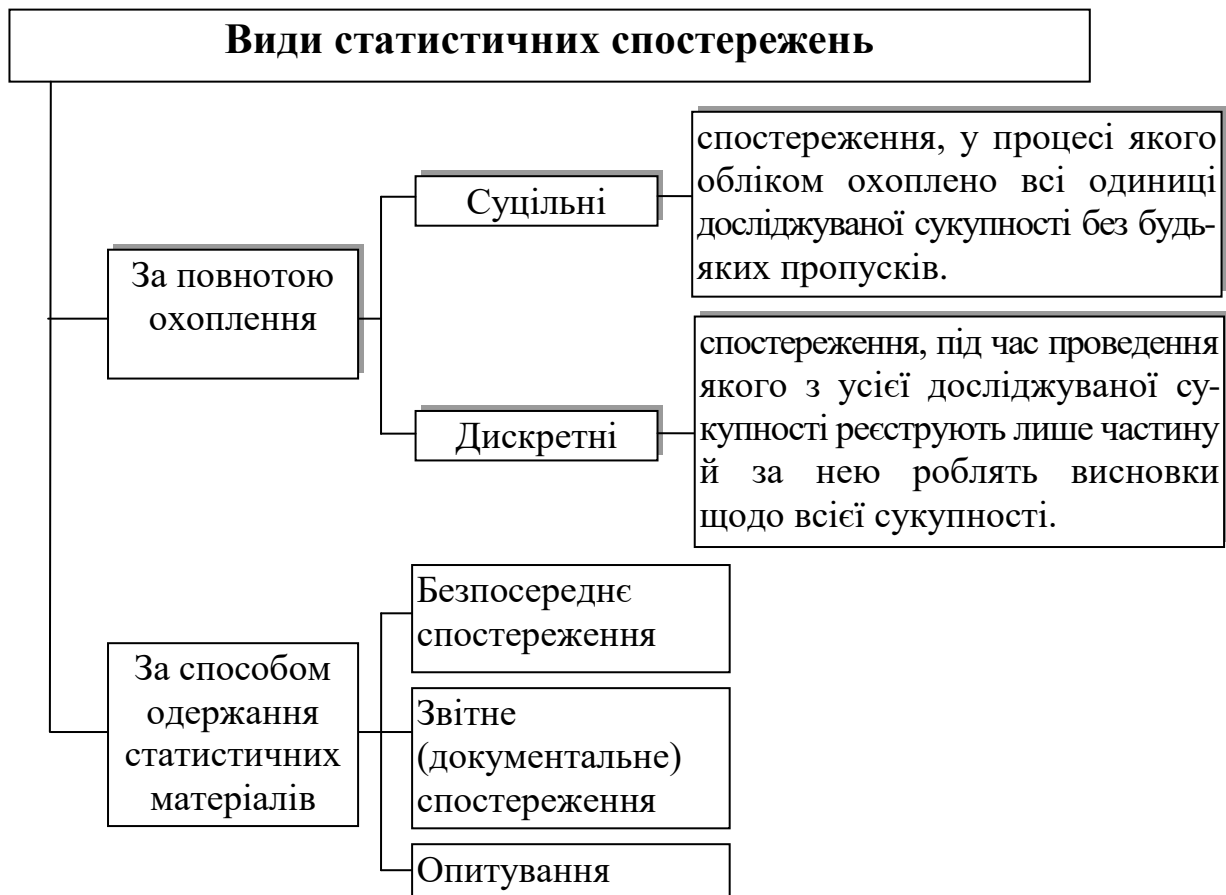 Види статистичних спостережень
За повнотою
охоплення
Суцільні
спостереження, у процесі якого
обліком охоплено всі одиниці
досліджуваної сукупності без будь-
яких пропусків.
Дискретні
спостереження, під час проведення
якого з усієї досліджуваної су-
купності реєструють лише частину
й за нею роблять висновки
щодо всієї сукупності.
За способом
одержання
статистичних
матеріалів
Безпосереднє
спостереження
Звітне
(документальне)
спостереження
Опитування